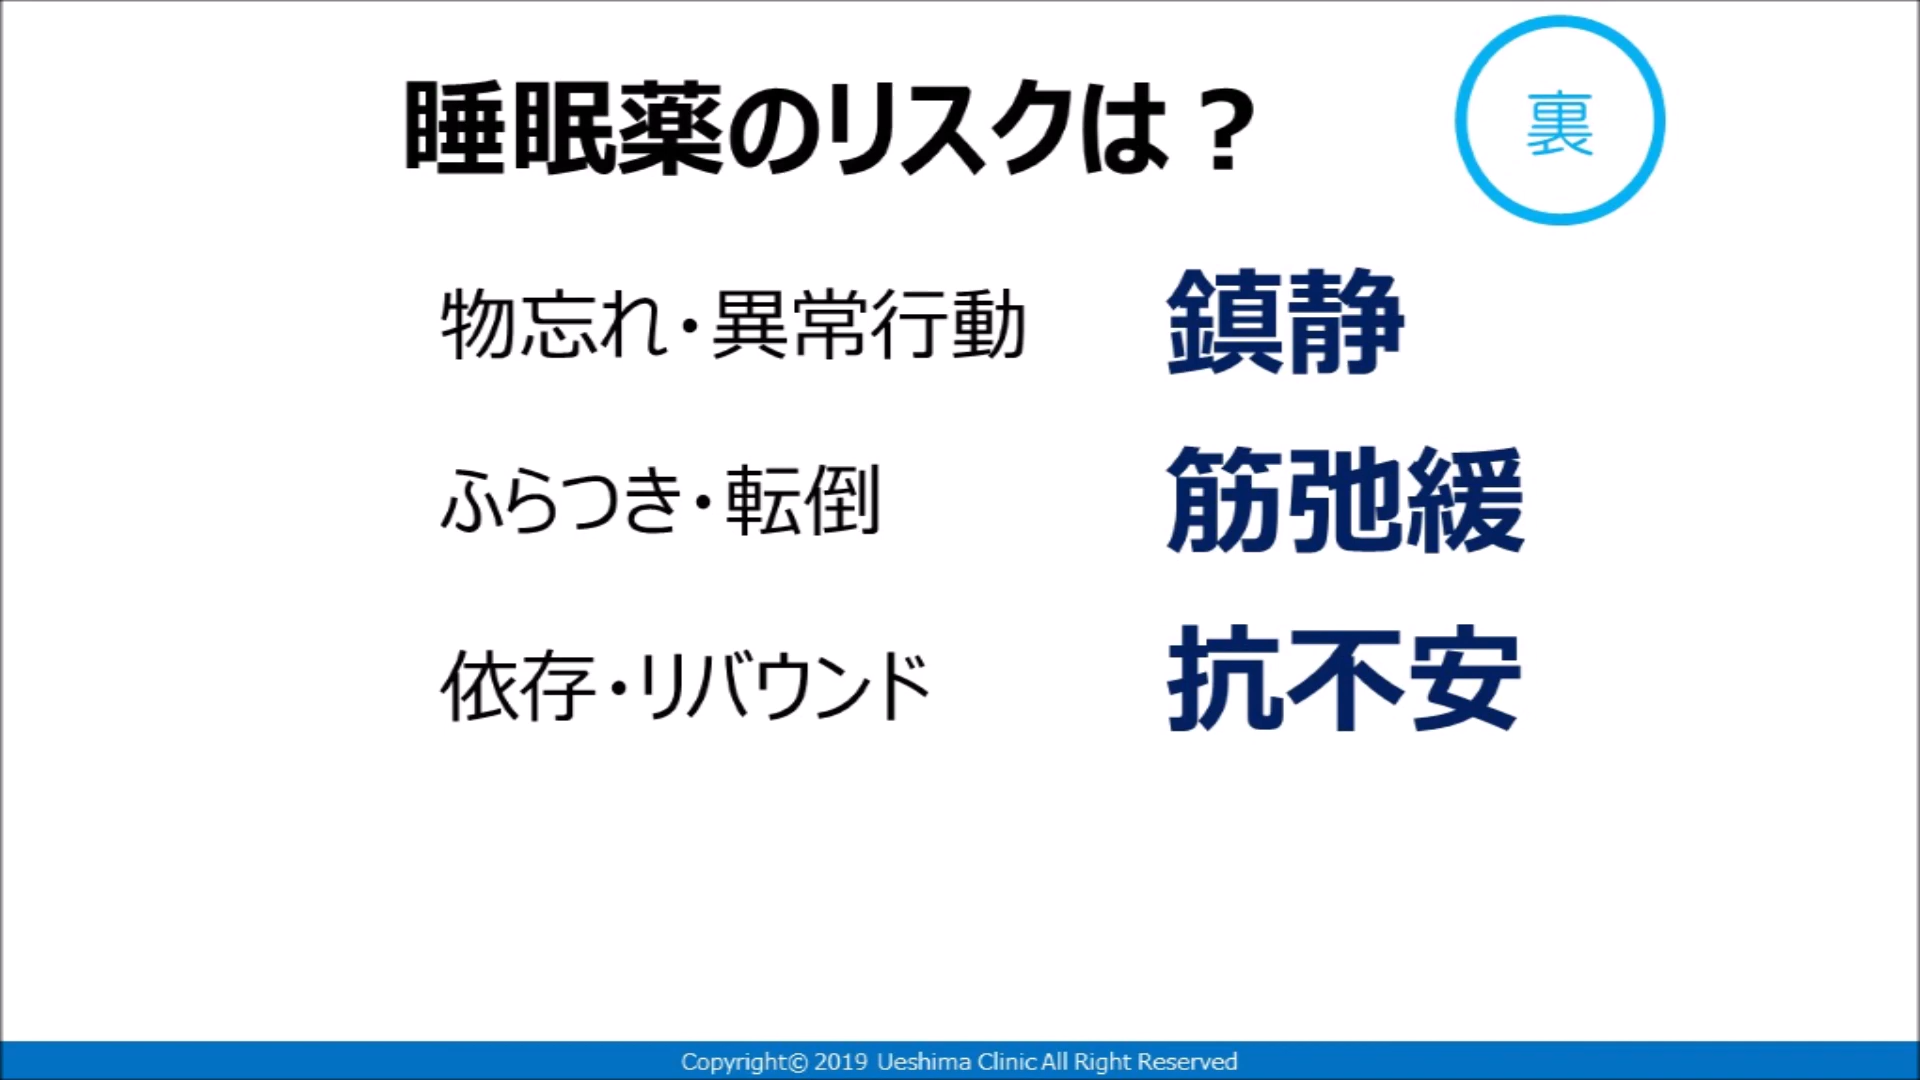 睡眠薬のリスクは？
裏
物忘れ・異常行動 鎮静
ふらつき・転倒 筋弛緩
依存・リバウンド 抗不安
Copyright© 2019 Ueshima Clinic All Right Reserved